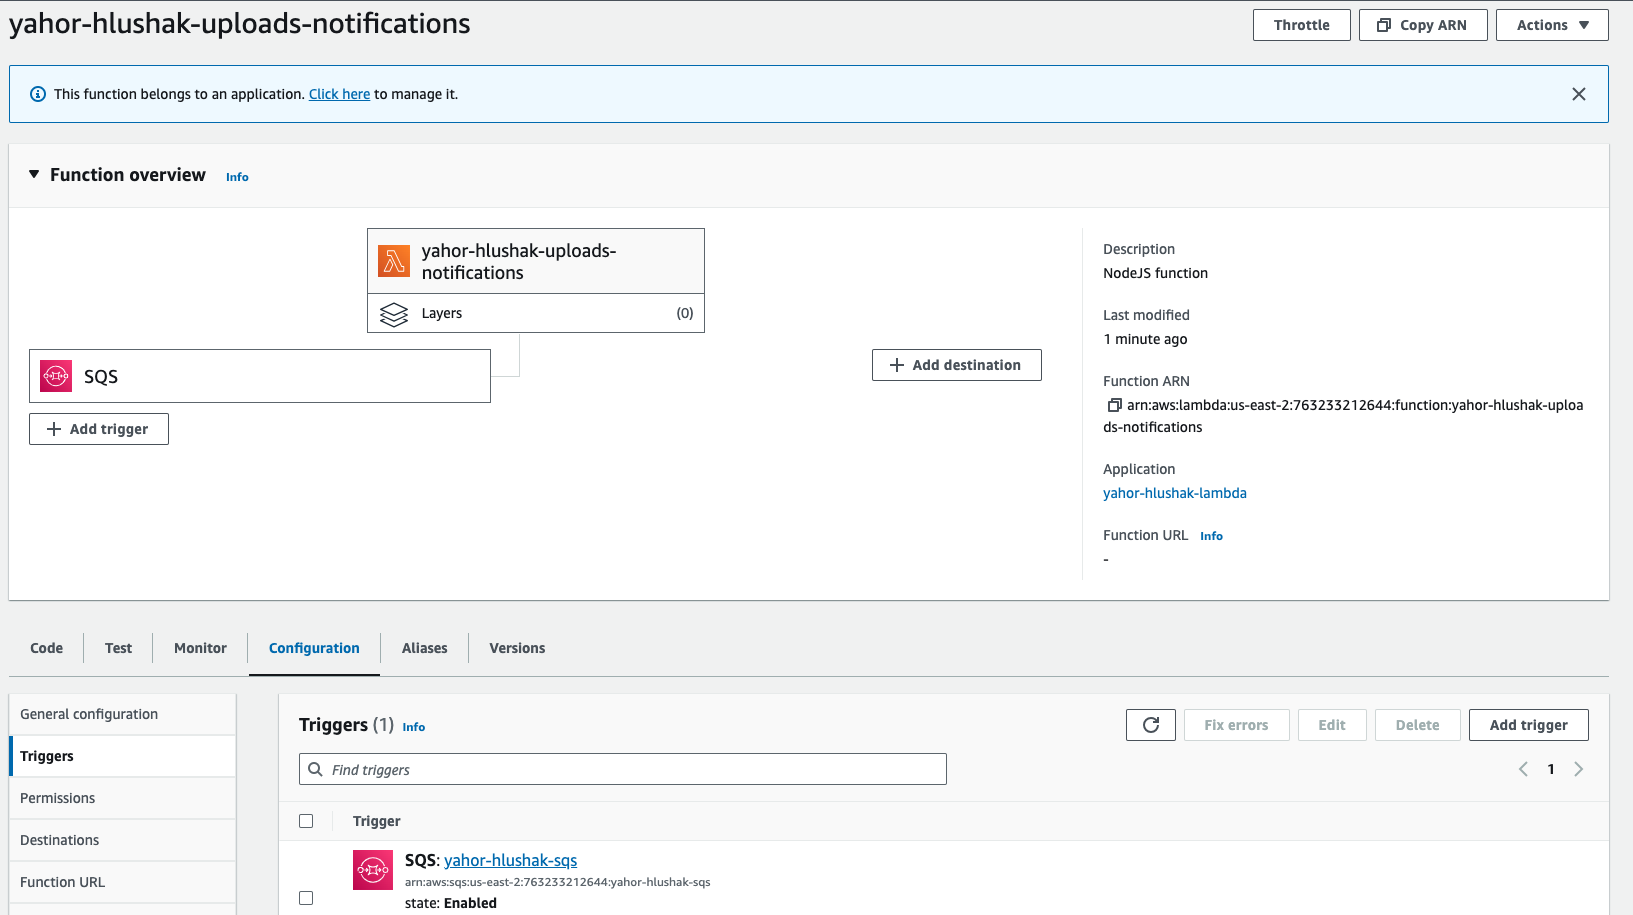 yahor-hlushak-uploads-notifications
Throttle
Copy ARN
Actions
This function belongs to an application. Click here to manage it.
Function overview Info
yahor-hlushak-uploads-
notifications
Layers (0)
SQS
Add trigger
Add destination
Description
NodeJS function
Last modified
1 minute ago
Function ARN
arn:aws:lambda:us-east-2:763233212644:function:yahor-hlushak-uploa
ds-notifications
Application
yahor-hlushak-lambda
Function URL Info
-
Code
Test
Monitor
Configuration
Aliases
Versions
General configuration
Triggers
Permissions
Destinations
Function URL
Triggers (1) Info
Fix errors
Edit
Delete
Add trigger
Find triggers
1
Trigger
SQS: yahor-hlushak-sqs
arn:aws:sqs:us-east-2:763233212644:yahor-hlushak-sqs
state: Enabled